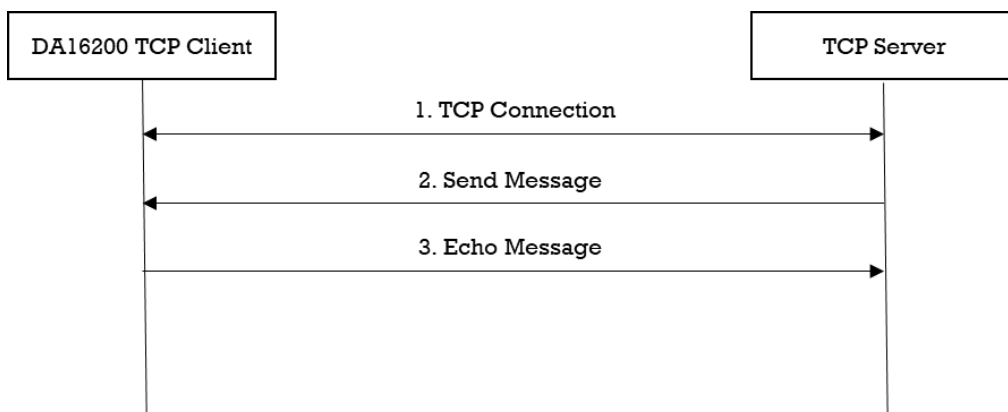 DA16200 TCP Client
TCP Server
1. TCP Connection
2. Send Message
3. Echo Message